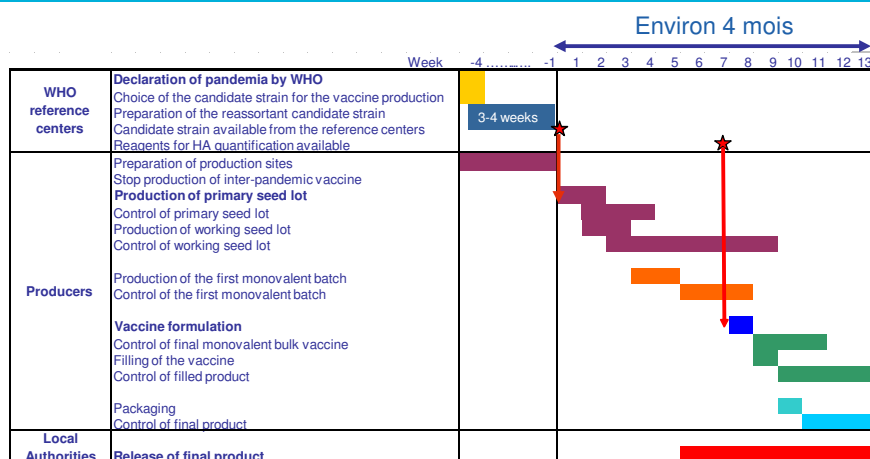 Environ 4 mois
Week -4 ............ -1 1 2 3 4 5 6 7 8 9 10 11 12 13
WHO reference centers
Declaration of pandemia by WHO
Choice of the candidate strain for the vaccine production
Preparation of the reassortant candidate strain
3-4 weeks
Candidate strain available from the reference centers
Reagents for HA quantification available
Producers
Preparation of production sites
Stop production of inter-pandemic vaccine
Production of primary seed lot
Control of primary seed lot
Production of working seed lot
Control of working seed lot
Production of the first monovalent batch
Control of the first monovalent batch
Vaccine formulation
Control of final monovalent bulk vaccine
Filling of the vaccine
Control of filled product
Packaging
Control of final product
Local Authorities
Release of final product